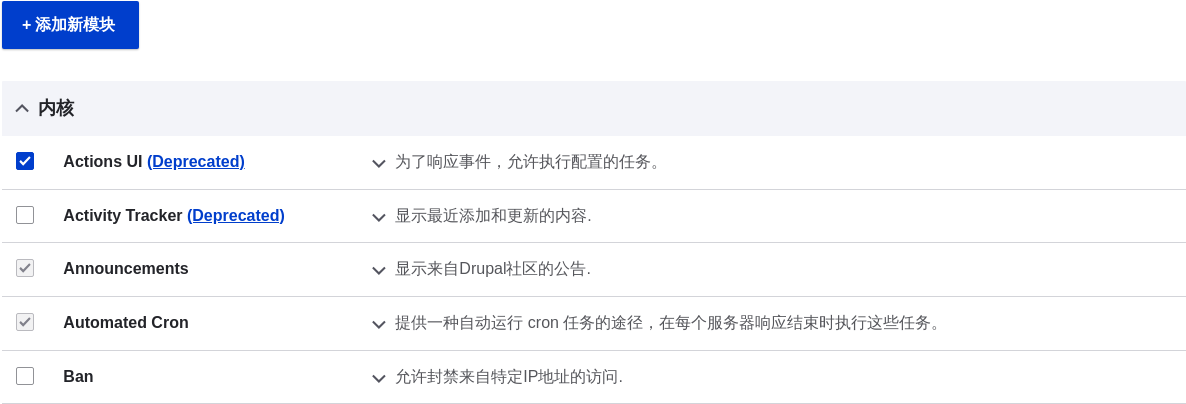 + 添加新模块
内核
Actions UI (Deprecated) 为了响应事件，允许执行配置的任务。
Activity Tracker (Deprecated) 显示最近添加和更新的内容.
Announcements 显示来自Drupal社区的公告.
Automated Cron 提供一种自动运行 cron 任务的途径，在每个服务器响应结束时执行这些任务。
Ban 允许封禁来自特定IP地址的访问.